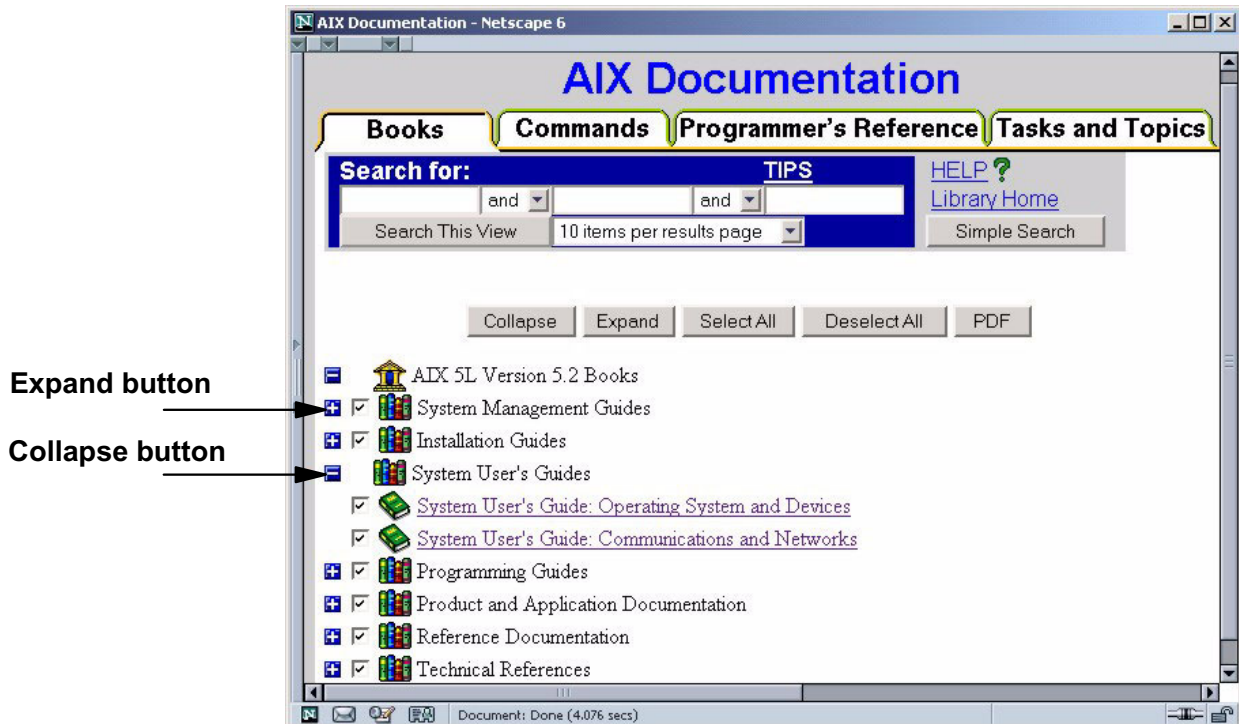 AIX Documentation - Netscape 6
AIX Documentation
Books Commands Programmer's Reference Tasks and Topics
Search for: TIPS HELP ?
and and Library Home
Search This View 10 items per results page Simple Search
Collapse Expand Select All Deselect All PDF
AIX 5L Version 5.2 Books
Expand button
System Management Guides
Installation Guides
Collapse button
System User's Guides
System User's Guide: Operating System and Devices
System User's Guide: Communications and Networks
Programming Guides
Product and Application Documentation
Reference Documentation
Technical References
Document: Done (4.076 secs)